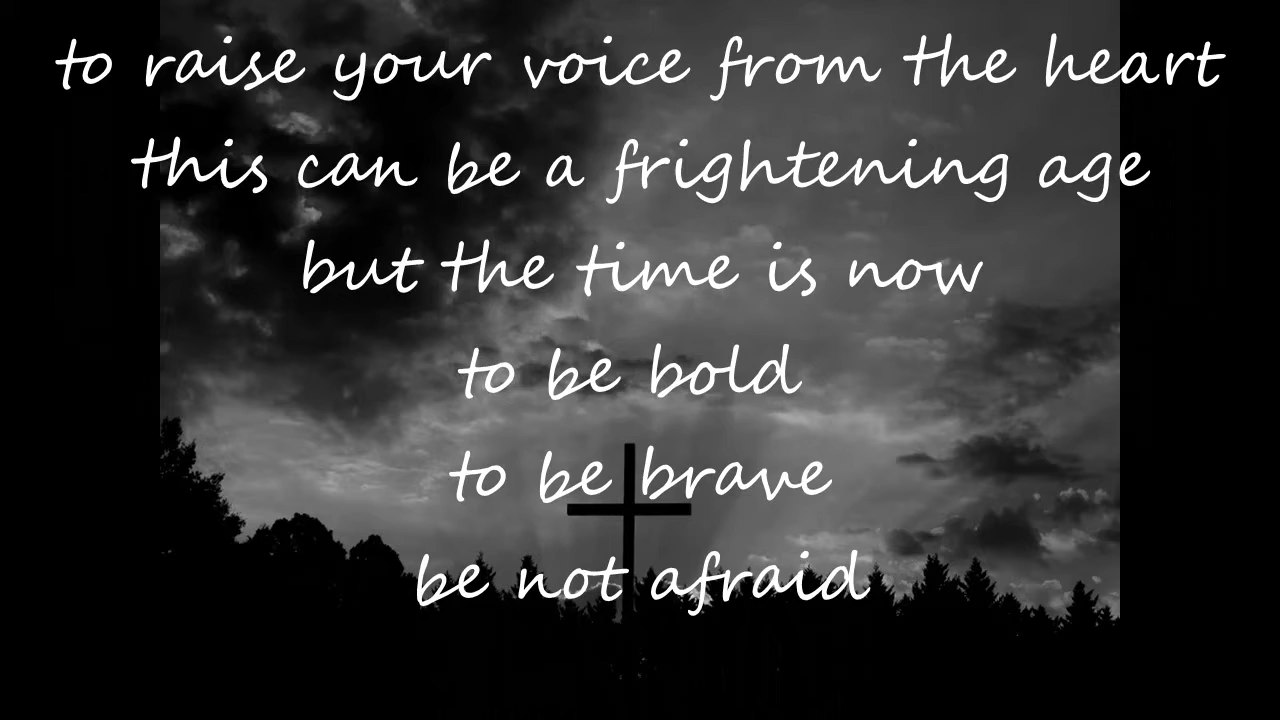 to raise your voice from the heart
this can be a frightening age
but the time is now
to be bold
to be brave
be not afraid